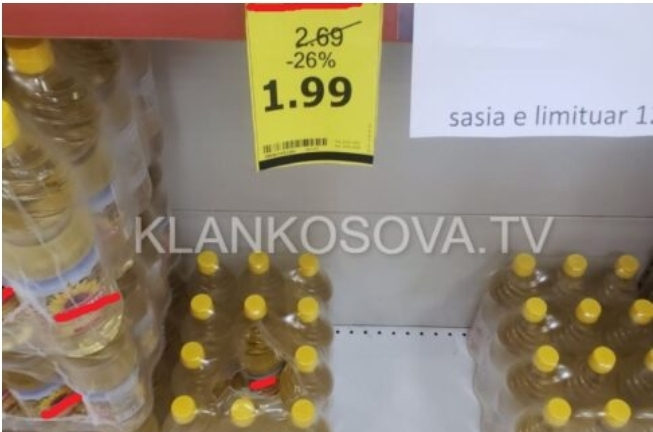 2.69
-26%
1.99
sasia e limituar 1.
KLANKOSOVA.TV